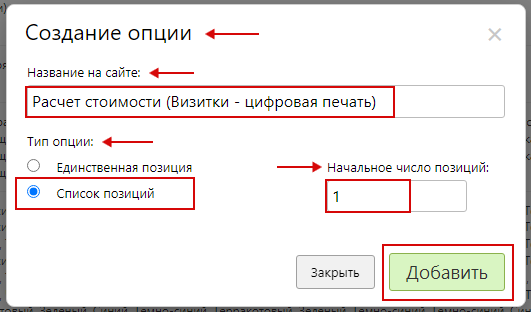 Создание опции
Название на сайте:
Расчет стоимости (Визитки - цифровая печать)
Тип опции:
Единственная позиция
Начальное число позиций:
Список позиций
1
Закрыть
Добавить